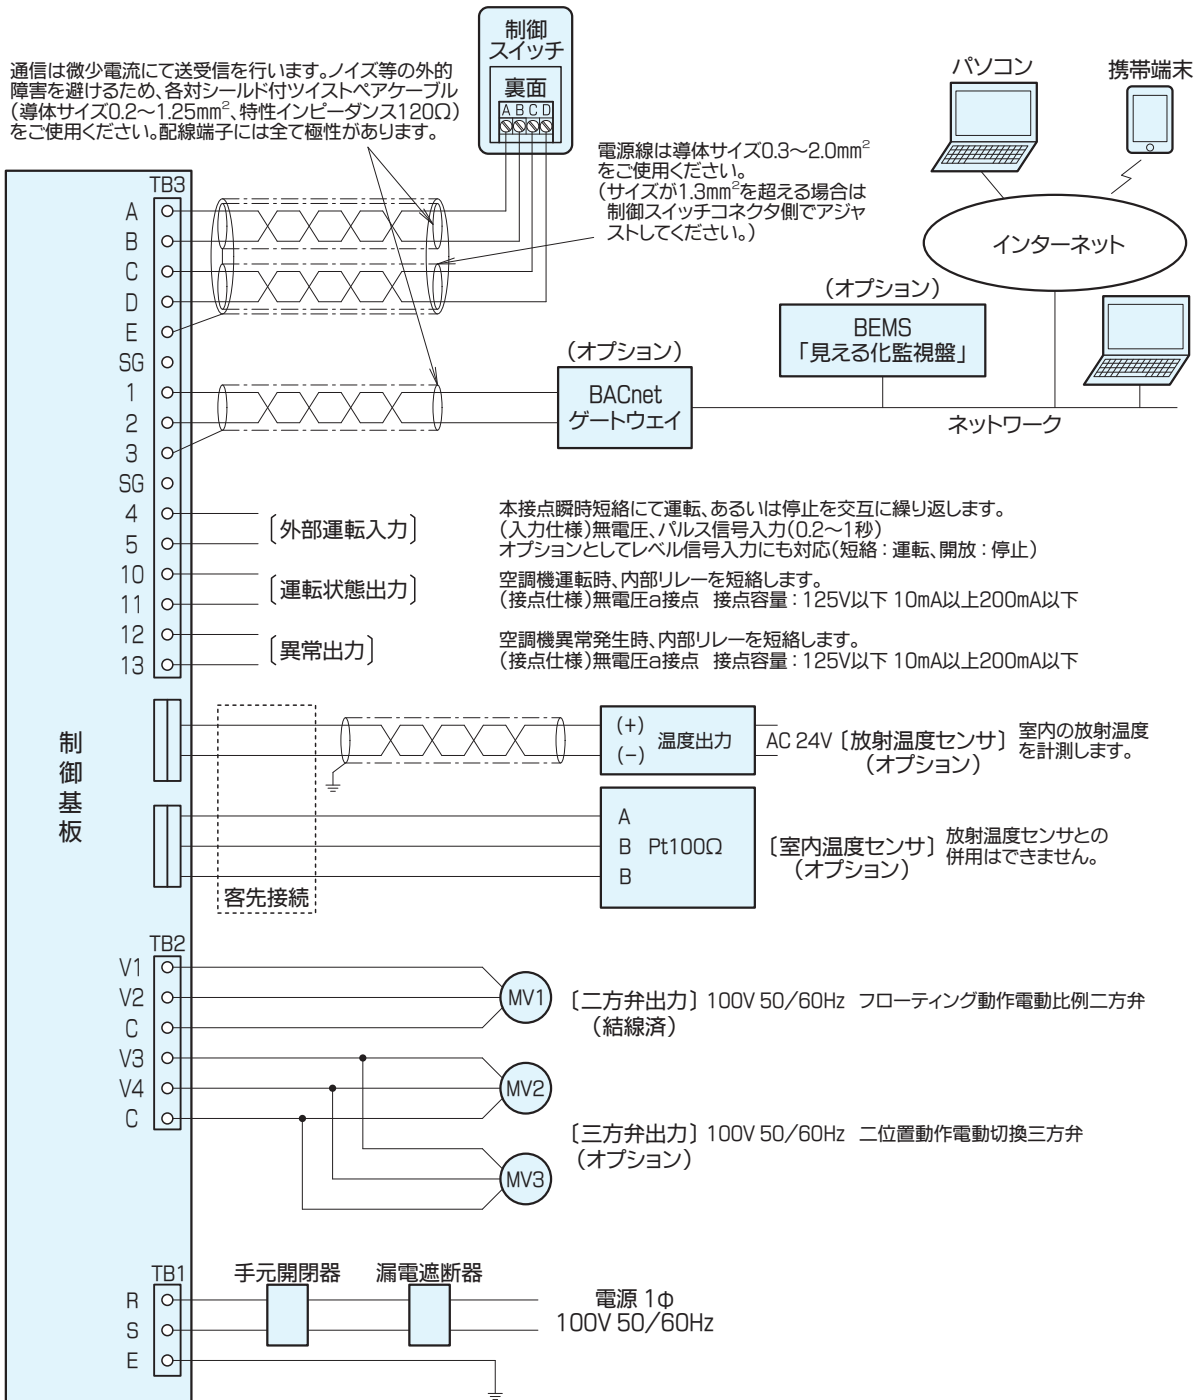 制御
スイッチ
裏面
A B C D
通信は微少電流にて送受信を行います。ノイズ等の外的
障害を避けるため、各対シールド付ツイストペアケーブル
(導体サイズ0.2〜1.25mm²、特性インピーダンス120Ω)
をご使用ください。配線端子には全て極性があります。
電源線は導体サイズ0.3〜2.0mm²
をご使用ください。
(サイズが1.3mm²を超える場合は
制御スイッチコネクタ側でアジャ
ストしてください。)
パソコン
携帯端末
インターネット
(オプション)
BEMS
「見える化監視盤」
(オプション)
BACnet
ゲートウェイ
ネットワーク
制御基板
TB3
A
B
C
D
E
SG
1
2
3
SG
4
5
10
11
12
13
〔外部運転入力〕
本接点瞬時短絡にて運転、あるいは停止を交互に繰り返します。
(入力仕様)無電圧、パルス信号入力(0.2〜1秒)
オプションとしてレベル信号入力にも対応(短絡:運転、開放:停止)
〔運転状態出力〕
空調機運転時、内部リレーを短絡します。
(接点仕様)無電圧a接点 接点容量:125V以下 10mA以上200mA以下
〔異常出力〕
空調機異常発生時、内部リレーを短絡します。
(接点仕様)無電圧a接点 接点容量:125V以下 10mA以上200mA以下
客先接続
(+)
(−)
温度出力
AC 24V
〔放射温度センサ〕
(オプション)
室内の放射温度
を計測します。
A
B Pt100Ω
B
〔室内温度センサ〕
(オプション)
放射温度センサとの
併用はできません。
TB2
V1
V2
C
V3
V4
C
MV1
〔二方弁出力〕 100V 50/60Hz フローティング動作電動比例二方弁
(結線済)
MV2
MV3
〔三方弁出力〕 100V 50/60Hz 二位置動作電動切換三方弁
(オプション)
TB1
R
S
E
手元開閉器
漏電遮断器
電源 1Φ
100V 50/60Hz